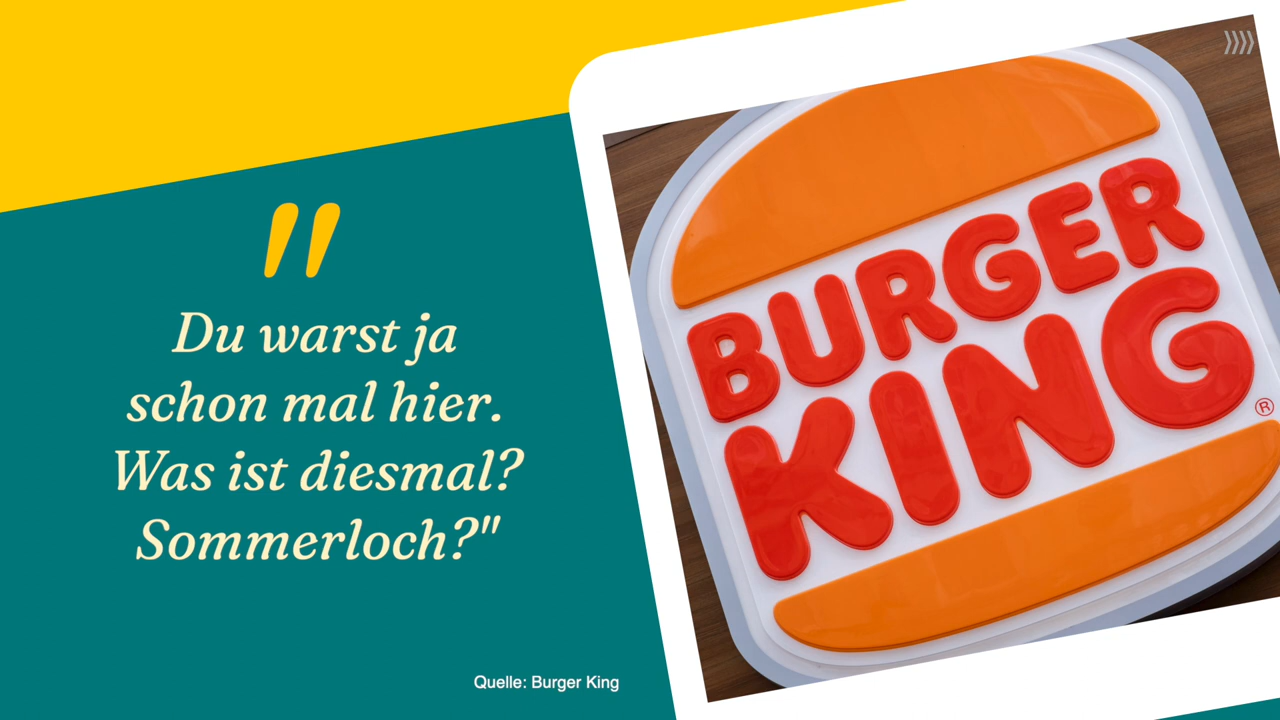 "
Du warst ja
schon mal hier.
Was ist diesmal?
Sommerloch?"
Quelle: Burger King
BURGER
KING
®